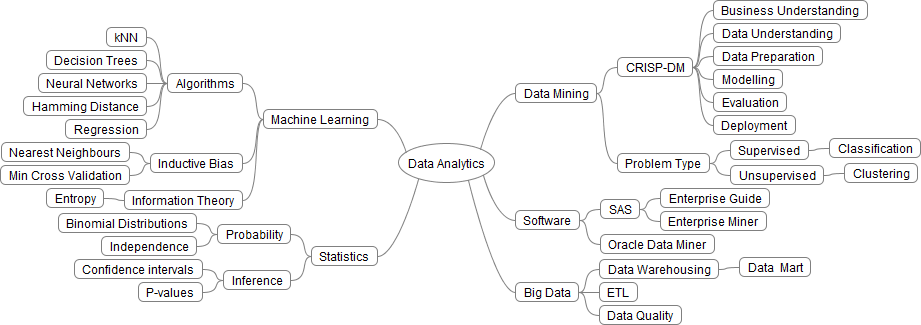 Data Analytics
Machine Learning
Algorithms
kNN
Decision Trees
Neural Networks
Hamming Distance
Regression
Inductive Bias
Nearest Neighbours
Min Cross Validation
Information Theory
Entropy
Statistics
Probability
Binomial Distributions
Independence
Inference
Confidence intervals
P-values
Data Mining
CRISP-DM
Business Understanding
Data Understanding
Data Preparation
Modelling
Evaluation
Deployment
Problem Type
Supervised
Classification
Unsupervised
Clustering
Software
SAS
Enterprise Guide
Enterprise Miner
Oracle Data Miner
Big Data
Data Warehousing
Data Mart
ETL
Data Quality